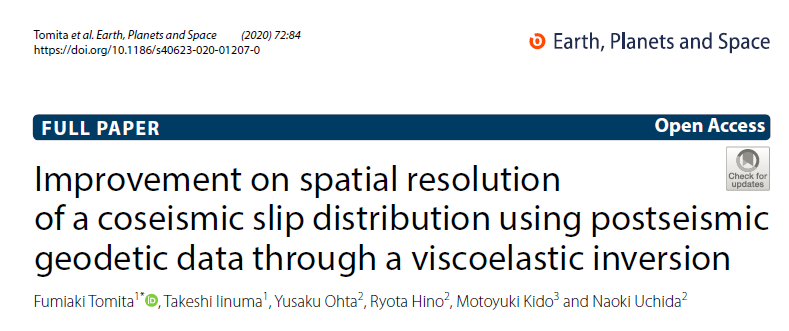 Tomita et al. Earth, Planets and Space (2020) 72:84
https://doi.org/10.1186/s40623-020-01207-0
Earth, Planets and Space
FULL PAPER
Open Access
Check for
updates
Improvement on spatial resolution
of a coseismic slip distribution using postseismic
geodetic data through a viscoelastic inversion
Fumiaki Tomita1*iD, Takeshi Iinuma1, Yusaku Ohta2, Ryota Hino2, Motoyuki Kido3 and Naoki Uchida2